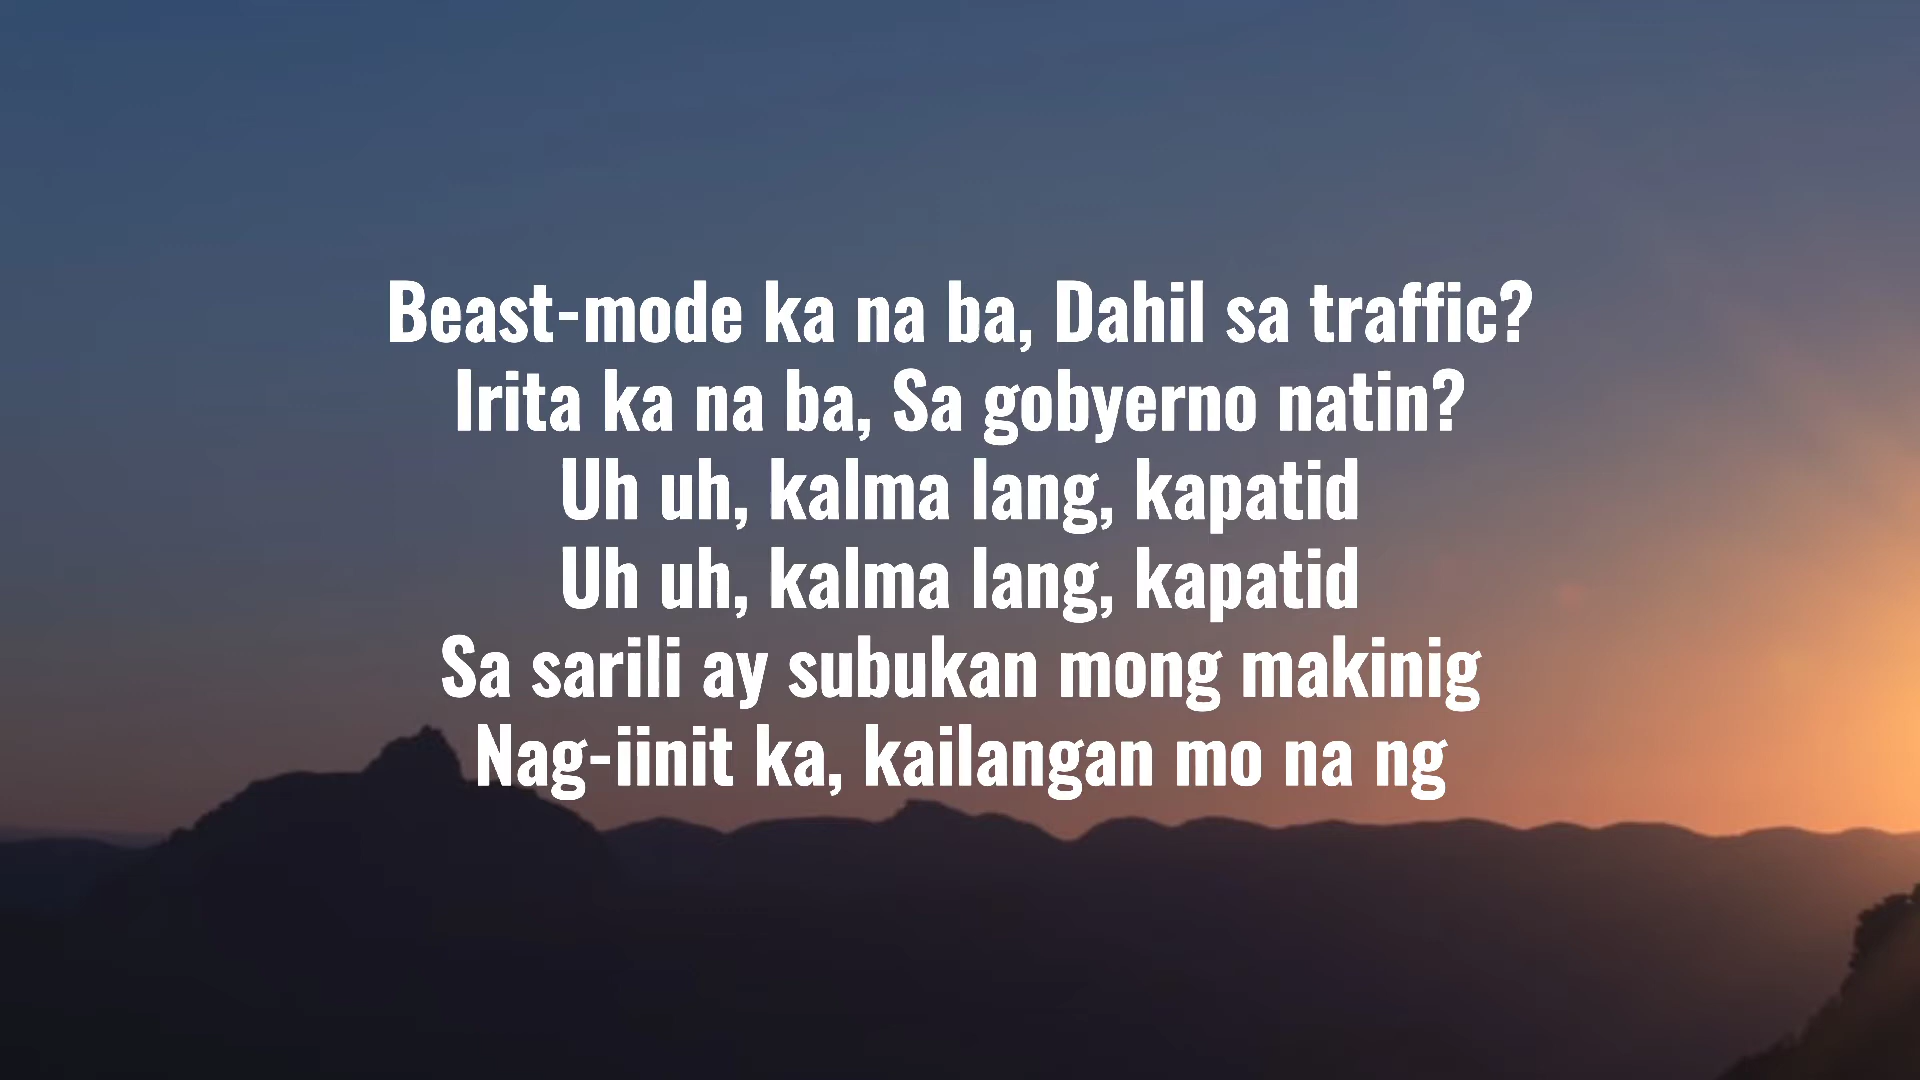 Beast-mode ka na ba, Dahil sa traffic?
Irita ka na ba, Sa gobyerno natin?
Uh uh, kalma lang, kapatid
Uh uh, kalma lang, kapatid
Sa sarili ay subukan mong makinig
Nag-iinit ka, kailangan mo na ng